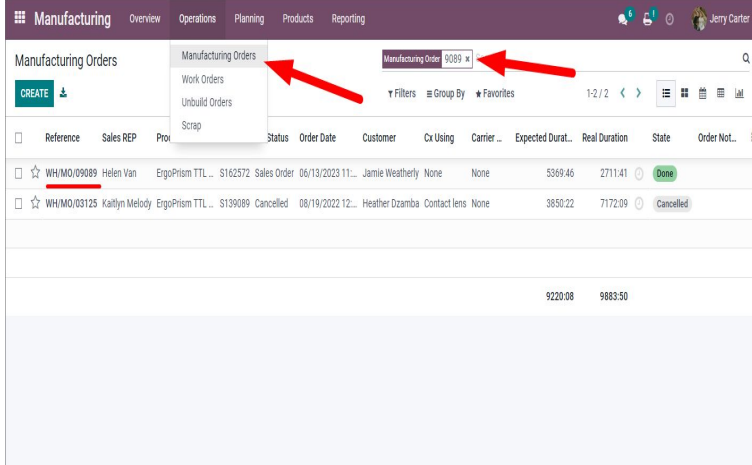 Manufacturing Overview Operations Planning Products Reporting 6 ! Jerry Carter
Manufacturing Orders
Manufacturing Orders
Manufacturing Order 9089 x
Work Orders
CREATE
Filters Group By Favorites 1-2 / 2
Unbuild Orders
Scrap
Reference Sales REP Status Order Date Customer Cx Using Carrier ... Expected Durat... Real Duration State Order Not...
WH/MO/09089 Helen Van ErgoPrism TTL ... S162572 Sales Order 06/13/2023 11:... Jamie Weatherly None None 5369:46 2711:41 Done
WH/MO/03125 Kaitlyn Melody ErgoPrism TTL ... S139089 Cancelled 08/19/2022 12:... Heather Dzamba Contact lens None 3850:22 7172:09 Cancelled
9220:08 9883:50